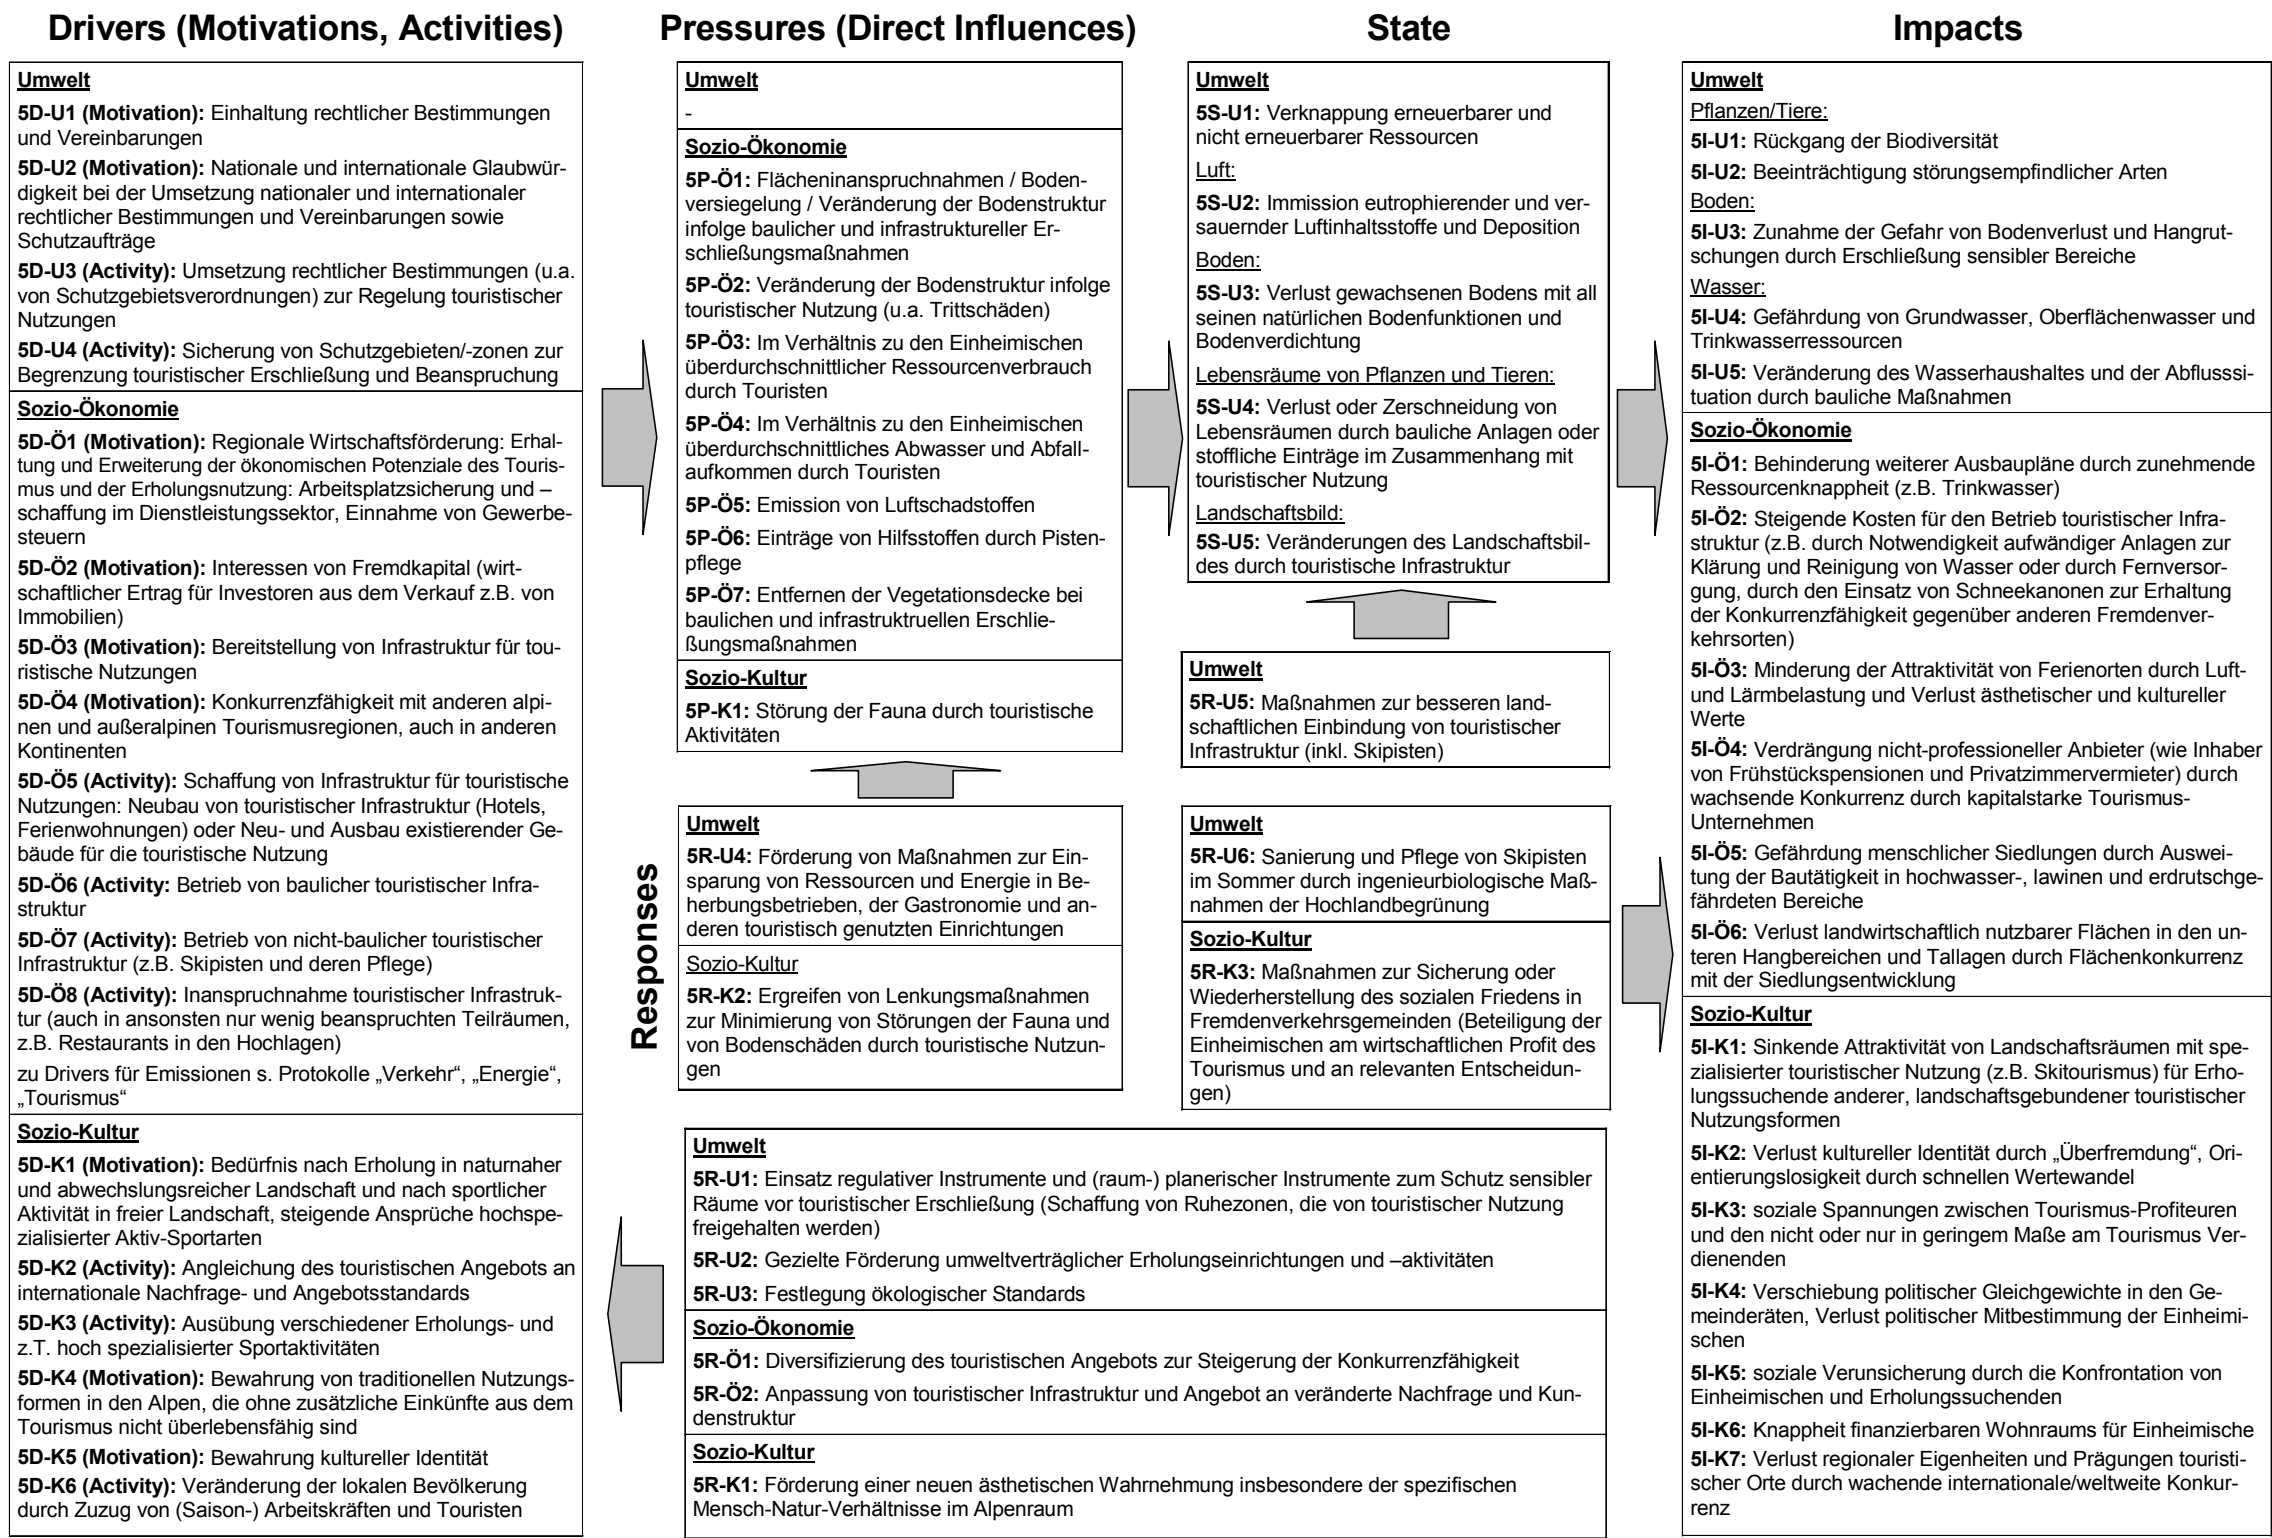 Drivers (Motivations, Activities)
Umwelt
5D-U1 (Motivation): Einhaltung rechtlicher Bestimmungen
und Vereinbarungen
5D-U2 (Motivation): Nationale und internationale Glaubwür-
digkeit bei der Umsetzung nationaler und internationaler
rechtlicher Bestimmungen und Vereinbarungen sowie
Schutzaufträge
5D-U3 (Activity): Umsetzung rechtlicher Bestimmungen (u.a.
von Schutzgebietsverordnungen) zur Regelung touristischer
Nutzungen
5D-U4 (Activity): Sicherung von Schutzgebieten/-zonen zur
Begrenzung touristischer Erschließung und Beanspruchung
Sozio-Ökonomie
5D-Ö1 (Motivation): Regionale Wirtschaftsförderung: Erhal-
tung und Erweiterung der ökonomischen Potenziale des Touris-
mus und der Erholungsnutzung: Arbeitsplatzsicherung und –
schaffung im Dienstleistungssektor, Einnahme von Gewerbe-
steuern
5D-Ö2 (Motivation): Interessen von Fremdkapital (wirt-
schaftlicher Ertrag für Investoren aus dem Verkauf z.B. von
Immobilien)
5D-Ö3 (Motivation): Bereitstellung von Infrastruktur für tou-
ristische Nutzungen
5D-Ö4 (Motivation): Konkurrenzfähigkeit mit anderen alpi-
nen und außeralpinen Tourismusregionen, auch in anderen
Kontinenten
5D-Ö5 (Activity): Schaffung von Infrastruktur für touristische
Nutzungen: Neubau von touristischer Infrastruktur (Hotels,
Ferienwohnungen) oder Neu- und Ausbau existierender Ge-
bäude für die touristische Nutzung
5D-Ö6 (Activity: Betrieb von baulicher touristischer Infra-
struktur
5D-Ö7 (Activity): Betrieb von nicht-baulicher touristischer
Infrastruktur (z.B. Skipisten und deren Pflege)
5D-Ö8 (Activity): Inanspruchnahme touristischer Infrastruk-
tur (auch in ansonsten nur wenig beanspruchten Teilräumen,
z.B. Restaurants in den Hochlagen)
zu Drivers für Emissionen s. Protokolle „Verkehr“, „Energie“,
„Tourismus“
Sozio-Kultur
5D-K1 (Motivation): Bedürfnis nach Erholung in naturnaher
und abwechslungsreicher Landschaft und nach sportlicher
Aktivität in freier Landschaft, steigende Ansprüche hochspe-
zialisierter Aktiv-Sportarten
5D-K2 (Activity): Angleichung des touristischen Angebots an
internationale Nachfrage- und Angebotsstandards
5D-K3 (Activity): Ausübung verschiedener Erholungs- und
z.T. hoch spezialisierter Sportaktivitäten
5D-K4 (Motivation): Bewahrung von traditionellen Nutzungs-
formen in den Alpen, die ohne zusätzliche Einkünfte aus dem
Tourismus nicht überlebensfähig sind
5D-K5 (Motivation): Bewahrung kultureller Identität
5D-K6 (Activity): Veränderung der lokalen Bevölkerung
durch Zuzug von (Saison-) Arbeitskräften und Touristen
Pressures (Direct Influences)
Umwelt
-
Sozio-Ökonomie
5P-Ö1: Flächeninanspruchnahmen / Boden-
versiegelung / Veränderung der Bodenstruktur
infolge baulicher und infrastruktureller Er-
schließungsmaßnahmen
5P-Ö2: Veränderung der Bodenstruktur infolge
touristischer Nutzung (u.a. Trittschäden)
5P-Ö3: Im Verhältnis zu den Einheimischen
überdurchschnittlicher Ressourcenverbrauch
durch Touristen
5P-Ö4: Im Verhältnis zu den Einheimischen
überdurchschnittliches Abwasser und Abfall-
aufkommen durch Touristen
5P-Ö5: Emission von Luftschadstoffen
5P-Ö6: Einträge von Hilfsstoffen durch Pisten-
pflege
5P-Ö7: Entfernen der Vegetationsdecke bei
baulichen und infrastruktruellen Erschlie-
ßungsmaßnahmen
Sozio-Kultur
5P-K1: Störung der Fauna durch touristische
Aktivitäten
State
Umwelt
5S-U1: Verknappung erneuerbarer und
nicht erneuerbarer Ressourcen
Luft:
5S-U2: Immission eutrophierender und ver-
sauernder Luftinhaltsstoffe und Deposition
Boden:
5S-U3: Verlust gewachsenen Bodens mit all
seinen natürlichen Bodenfunktionen und
Bodenverdichtung
Lebensräume von Pflanzen und Tieren:
5S-U4: Verlust oder Zerschneidung von
Lebensräumen durch bauliche Anlagen oder
stoffliche Einträge im Zusammenhang mit
touristischer Nutzung
Landschaftsbild:
5S-U5: Veränderungen des Landschaftsbil-
des durch touristische Infrastruktur
Impacts
Umwelt
Pflanzen/Tiere:
5I-U1: Rückgang der Biodiversität
5I-U2: Beeinträchtigung störungsempfindlicher Arten
Boden:
5I-U3: Zunahme der Gefahr von Bodenverlust und Hangrut-
schungen durch Erschließung sensibler Bereiche
Wasser:
5I-U4: Gefährdung von Grundwasser, Oberflächenwasser und
Trinkwasserressourcen
5I-U5: Veränderung des Wasserhaushaltes und der Abflusssi-
tuation durch bauliche Maßnahmen
Sozio-Ökonomie
5I-Ö1: Behinderung weiterer Ausbaupläne durch zunehmende
Ressourcenknappheit (z.B. Trinkwasser)
5I-Ö2: Steigende Kosten für den Betrieb touristischer Infra-
struktur (z.B. durch Notwendigkeit aufwändiger Anlagen zur
Klärung und Reinigung von Wasser oder durch Fernversor-
gung, durch den Einsatz von Schneekanonen zur Erhaltung
der Konkurrenzfähigkeit gegenüber anderen Fremdenver-
kehrsorten)
5I-Ö3: Minderung der Attraktivität von Ferienorten durch Luft-
und Lärmbelastung und Verlust ästhetischer und kultureller
Werte
5I-Ö4: Verdrängung nicht-professioneller Anbieter (wie Inhaber
von Frühstückspensionen und Privatzimmervermieter) durch
wachsende Konkurrenz durch kapitalstarke Tourismus-
Unternehmen
5I-Ö5: Gefährdung menschlicher Siedlungen durch Auswei-
tung der Bautätigkeit in hochwasser-, lawinen und erdrutschge-
fährdeten Bereiche
5I-Ö6: Verlust landwirtschaftlich nutzbarer Flächen in den un-
teren Hangbereichen und Tallagen durch Flächenkonkurrenz
mit der Siedlungsentwicklung
Sozio-Kultur
5I-K1: Sinkende Attraktivität von Landschaftsräumen mit spe-
zialisierter touristischer Nutzung (z.B. Skitourismus) für Erho-
lungssuchende anderer, landschaftsgebundener touristischer
Nutzungsformen
5I-K2: Verlust kultureller Identität durch „Überfremdung“, Ori-
entierungslosigkeit durch schnellen Wertewandel
5I-K3: soziale Spannungen zwischen Tourismus-Profiteuren
und den nicht oder nur in geringem Maße am Tourismus Ver-
dienenden
5I-K4: Verschiebung politischer Gleichgewichte in den Ge-
meinderäten, Verlust politischer Mitbestimmung der Einheimi-
schen
5I-K5: soziale Verunsicherung durch die Konfrontation von
Einheimischen und Erholungssuchenden
5I-K6: Knappheit finanzierbaren Wohnraums für Einheimische
5I-K7: Verlust regionaler Eigenheiten und Prägungen touristi-
scher Orte durch wachende internationale/weltweite Konkur-
renz
Responses
Umwelt
5R-U4: Förderung von Maßnahmen zur Ein-
sparung von Ressourcen und Energie in Be-
herbungsbetrieben, der Gastronomie und an-
deren touristisch genutzten Einrichtungen
Sozio-Kultur
5R-K2: Ergreifen von Lenkungsmaßnahmen
zur Minimierung von Störungen der Fauna und
von Bodenschäden durch touristische Nutzun-
gen
Umwelt
5R-U5: Maßnahmen zur besseren land-
schaftlichen Einbindung von touristischer
Infrastruktur (inkl. Skipisten)
Umwelt
5R-U6: Sanierung und Pflege von Skipisten
im Sommer durch ingenieurbiologische Maß-
nahmen der Hochlandbegrünung
Sozio-Kultur
5R-K3: Maßnahmen zur Sicherung oder
Wiederherstellung des sozialen Friedens in
Fremdenverkehrsgemeinden (Beteiligung der
Einheimischen am wirtschaftlichen Profit des
Tourismus und an relevanten Entscheidun-
gen)
Umwelt
5R-U1: Einsatz regulativer Instrumente und (raum-) planerischer Instrumente zum Schutz sensibler
Räume vor touristischer Erschließung (Schaffung von Ruhezonen, die von touristischer Nutzung
freigehalten werden)
5R-U2: Gezielte Förderung umweltverträglicher Erholungseinrichtungen und –aktivitäten
5R-U3: Festlegung ökologischer Standards
Sozio-Ökonomie
5R-Ö1: Diversifizierung des touristischen Angebots zur Steigerung der Konkurrenzfähigkeit
5R-Ö2: Anpassung von touristischer Infrastruktur und Angebot an veränderte Nachfrage und Kun-
denstruktur
Sozio-Kultur
5R-K1: Förderung einer neuen ästhetischen Wahrnehmung insbesondere der spezifischen
Mensch-Natur-Verhältnisse im Alpenraum